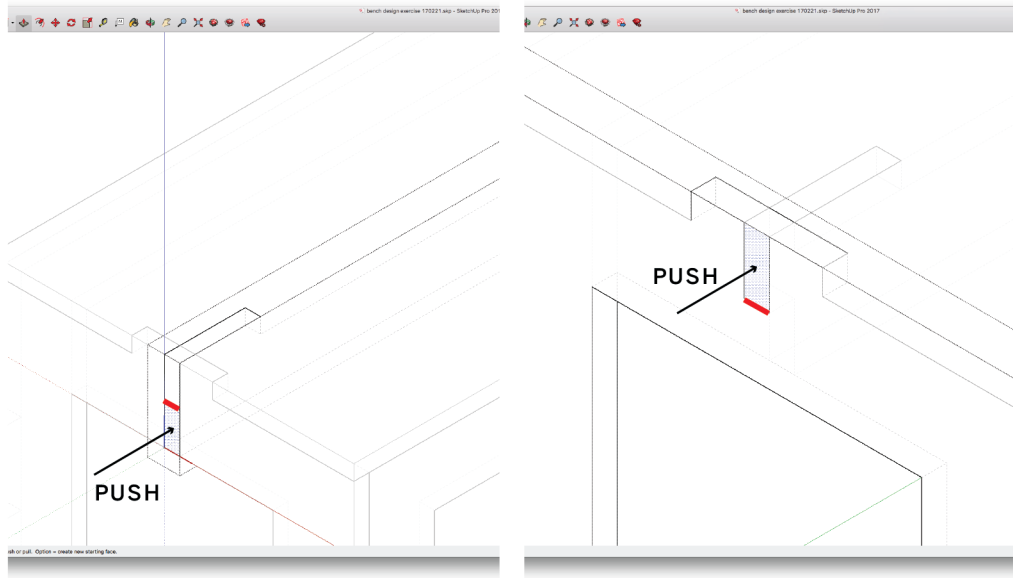 bench design exercise 170221.skp - SketchUp Pro 201
bench design exercise 170221.skp - SketchUp Pro 2017
PUSH
PUSH
sh or pull. Option = create new starting face.